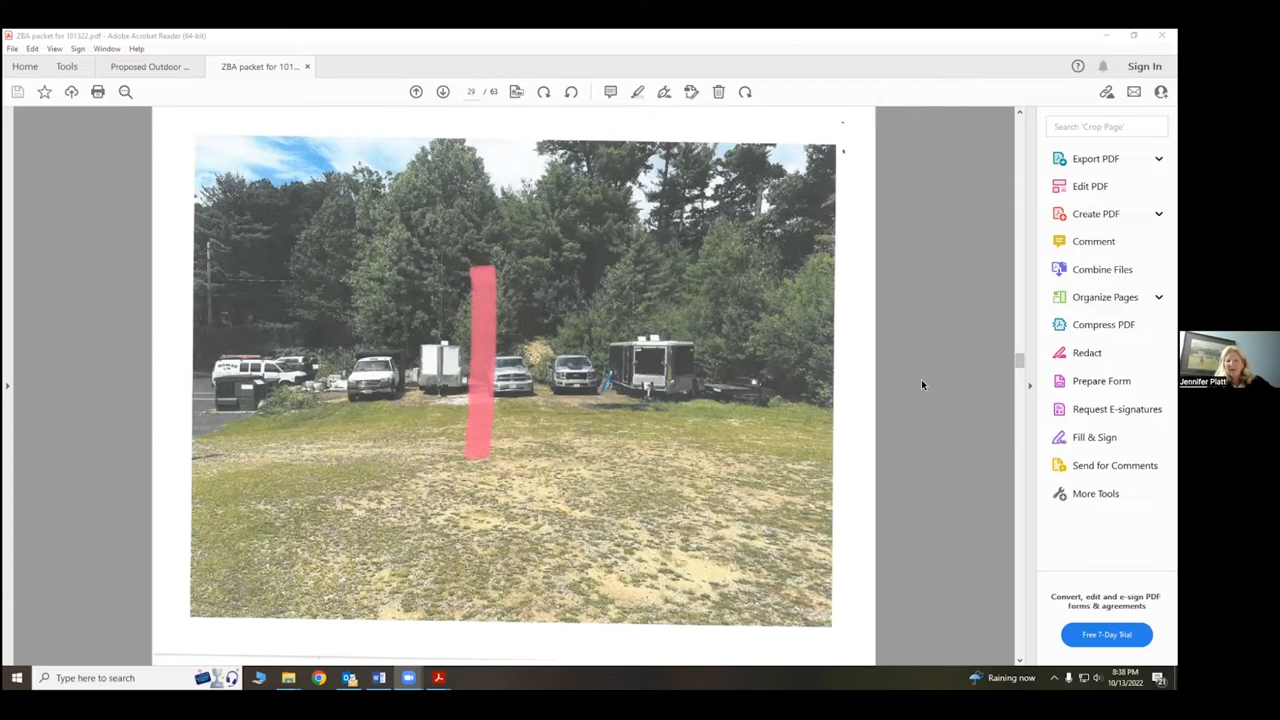 ZBA packet for 101322.pdf - Adobe Acrobat Reader (64-bit)
File Edit View Sign Window Help
Home Tools Proposed Outdoor ... ZBA packet for 101... × Sign In
29 / 63
Search 'Crop Page'
Export PDF
Edit PDF
Create PDF
Comment
Combine Files
Organize Pages
Compress PDF
Redact
Prepare Form
Request E-signatures
Fill & Sign
Send for Comments
More Tools
Convert, edit and e-sign PDF
forms & agreements
Free 7-Day Trial
Jennifer Platt
Type here to search
Raining now
8:38 PM
10/13/2022
21